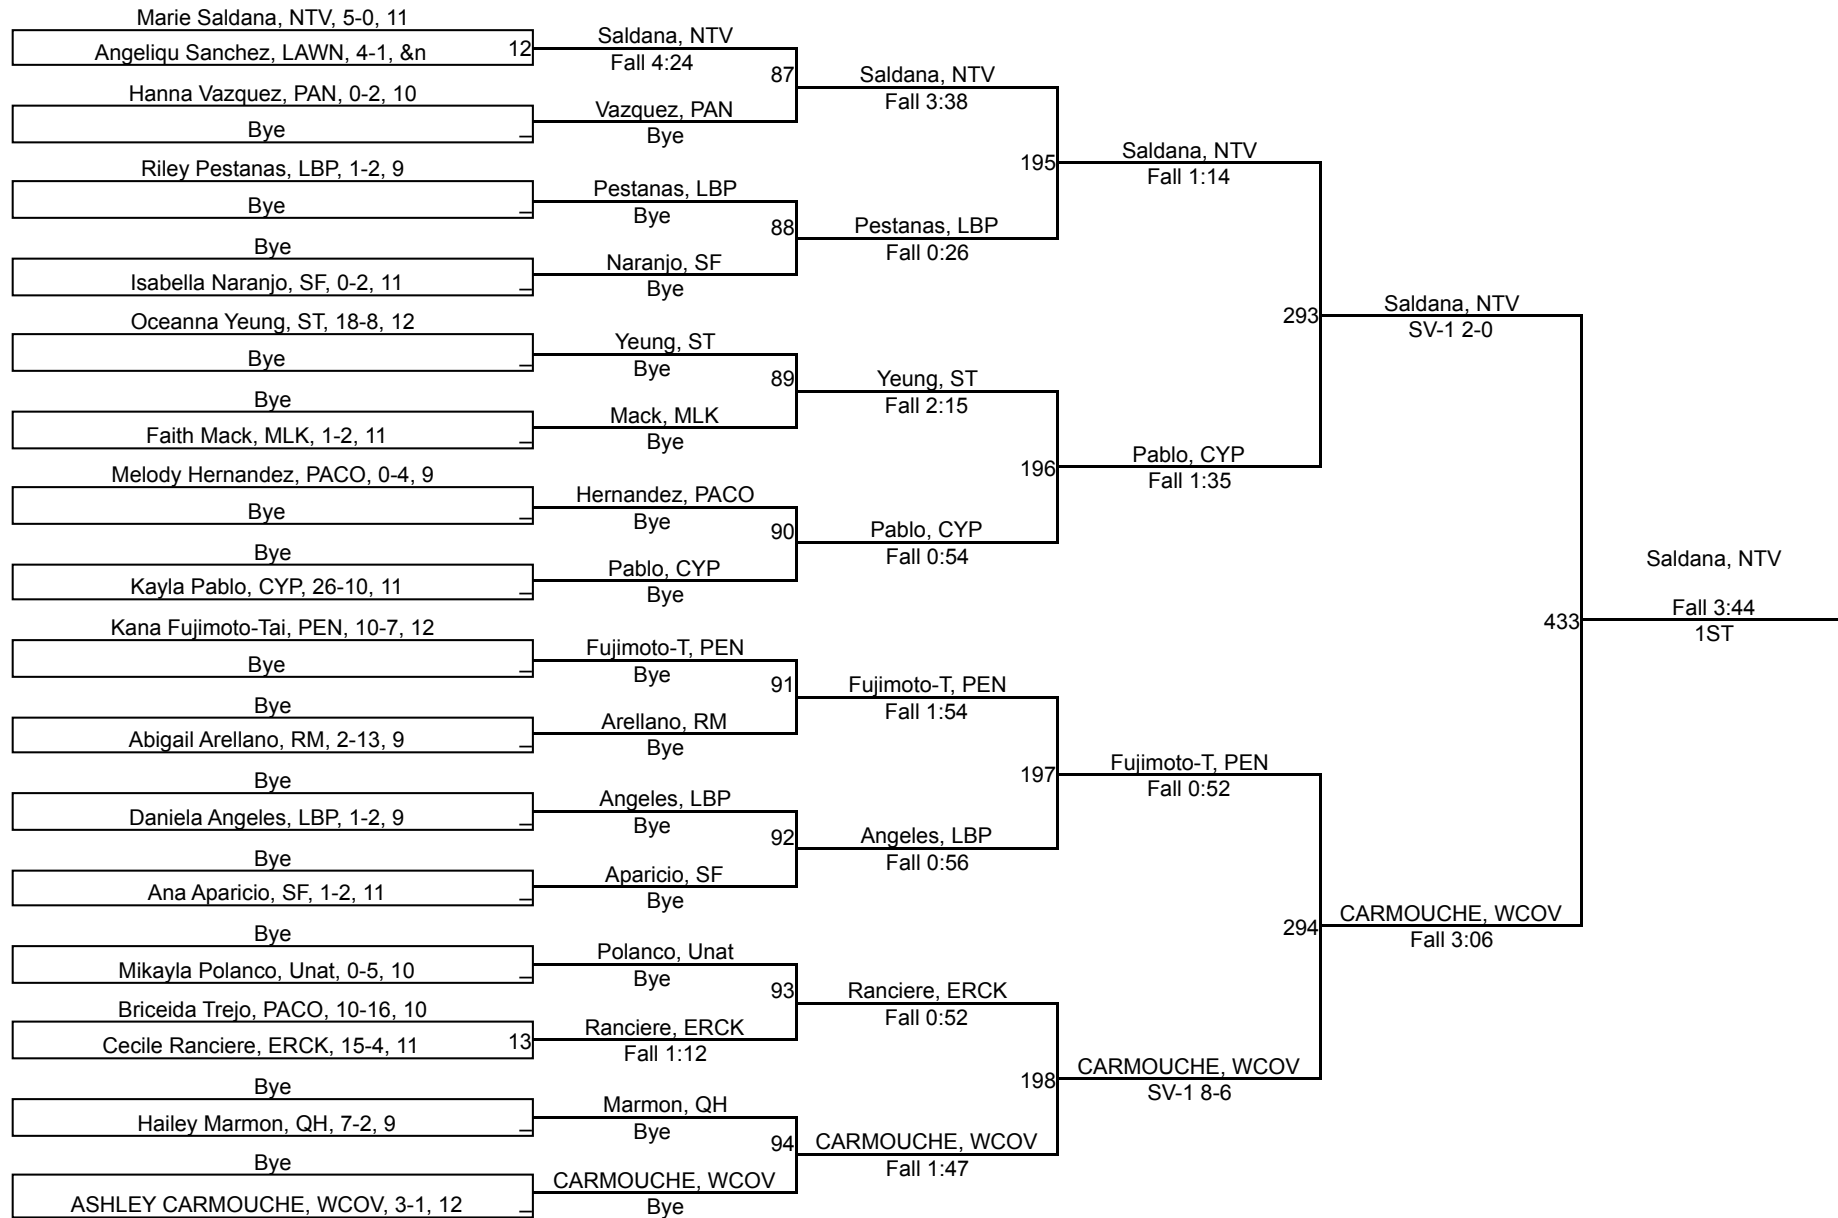 Marie Saldana, NTV, 5-0, 11
Angeliqu Sanchez, LAWN, 4-1, &n 12
Hanna Vazquez, PAN, 0-2, 10
Bye _
Riley Pestanas, LBP, 1-2, 9
Bye _
Bye
Isabella Naranjo, SF, 0-2, 11 _
Oceanna Yeung, ST, 18-8, 12
Bye _
Bye
Faith Mack, MLK, 1-2, 11 _
Melody Hernandez, PACO, 0-4, 9
Bye _
Bye
Kayla Pablo, CYP, 26-10, 11 _
Kana Fujimoto-Tai, PEN, 10-7, 12
Bye _
Bye
Abigail Arellano, RM, 2-13, 9 _
Bye
Daniela Angeles, LBP, 1-2, 9 _
Bye
Ana Aparicio, SF, 1-2, 11 _
Bye
Mikayla Polanco, Unat, 0-5, 10 _
Briceida Trejo, PACO, 10-16, 10
Cecile Ranciere, ERCK, 15-4, 11 13
Bye
Hailey Marmon, QH, 7-2, 9 _
Bye
ASHLEY CARMOUCHE, WCOV, 3-1, 12 _
Saldana, NTV
Fall 4:24
87
Vazquez, PAN
Bye
Pestanas, LBP
Bye
88
Naranjo, SF
Bye
Yeung, ST
Bye
89
Mack, MLK
Bye
Hernandez, PACO
Bye
90
Pablo, CYP
Bye
Fujimoto-T, PEN
Bye
91
Arellano, RM
Bye
Angeles, LBP
Bye
92
Aparicio, SF
Bye
Polanco, Unat
Bye
93
Ranciere, ERCK
Fall 1:12
Marmon, QH
Bye
94
CARMOUCHE, WCOV
Bye
Saldana, NTV
Fall 3:38
195
Pestanas, LBP
Fall 0:26
Yeung, ST
Fall 2:15
196
Pablo, CYP
Fall 0:54
Fujimoto-T, PEN
Fall 1:54
197
Angeles, LBP
Fall 0:56
Ranciere, ERCK
Fall 0:52
198
CARMOUCHE, WCOV
Fall 1:47
Saldana, NTV
Fall 1:14
293
Pablo, CYP
Fall 1:35
Fujimoto-T, PEN
Fall 0:52
294
CARMOUCHE, WCOV
SV-1 8-6
Saldana, NTV
SV-1 2-0
433
CARMOUCHE, WCOV
Fall 3:06
Saldana, NTV
Fall 3:44
1ST